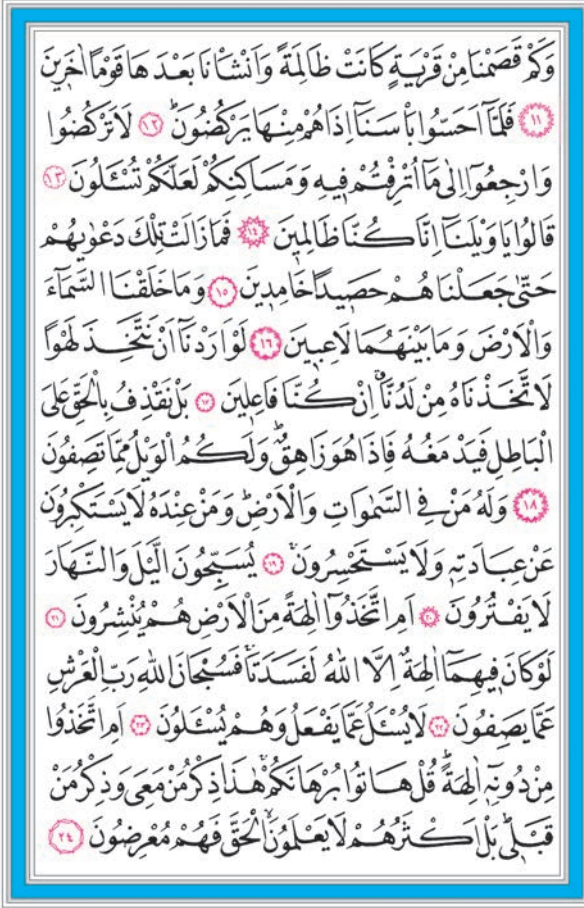 وَكَمْ قَصَمْنَا مِنْ قَرْيَةٍ كَانَتْ ظَالِمَةً وَاَنْشَاْنَا بَعْدَهَا قَوْمًا اٰخَر۪ينَ
﴿١١﴾ فَلَمَّٓا اَحَسُّوا بَاْسَنَٓا اِذَا هُمْ مِنْهَا يَرْكُضُونَۜ ﴿١٢﴾ لَا تَرْكُضُوا
وَارْجِعُٓوا اِلٰى مَٓا اُتْرِفْتُمْ ف۪يهِ وَمَسَاكِنِكُمْ لَعَلَّكُمْ تُسْـَٔلُونَ ﴿١٣﴾
قَالُوا يَا وَيْلَنَٓا اِنَّا كُنَّا ظَالِم۪ينَ ﴿١٤﴾ فَمَا زَالَتْ تِلْكَ دَعْوٰيهُمْ
حَتّٰى جَعَلْنَاهُمْ حَص۪يدًا خَامِد۪ينَ ﴿١٥﴾ وَمَا خَلَقْنَا السَّمَٓاءَ
وَالْاَرْضَ وَمَا بَيْنَهُمَا لَاعِب۪ينَ ﴿١٦﴾ لَوْ اَرَدْنَٓا اَنْ نَتَّخِذَ لَهْوًا
لَاتَّخَذْنَاهُ مِنْ لَدُنَّاۗ اِنْ كُنَّا فَاعِل۪ينَ ﴿١٧﴾ بَلْ نَقْذِفُ بِالْحَقِّ عَلَى
الْبَاطِلِ فَيَدْمَغُهُ فَاِذَا هُوَ زَاهِقٌۜ وَلَكُمُ الْوَيْلُ مِمَّا تَصِفُونَ
﴿١٨﴾ وَلَهُ مَنْ فِي السَّمٰوَاتِ وَالْاَرْضِۜ وَمَنْ عِنْدَهُ لَا يَسْتَكْبِرُونَ
عَنْ عِبَادَتِه۪ وَلَا يَسْتَحْسِرُونَۚ ﴿١٩﴾ يُسَبِّحُونَ الَّيْلَ وَالنَّهَارَ
لَا يَفْتُرُونَ ﴿٢٠﴾ اَمِ اتَّخَذُٓوا اٰلِهَةً مِنَ الْاَرْضِ هُمْ يُنْشِرُونَ ﴿٢١﴾
لَوْ كَانَ ف۪يهِمَٓا اٰلِهَةٌ اِلَّا اللّٰهُ لَفَسَدَتَاۚ فَسُبْحَانَ اللّٰهِ رَبِّ الْعَرْشِ
عَمَّا يَصِفُونَ ﴿٢٢﴾ لَا يُسْـَٔلُ عَمَّا يَفْعَلُ وَهُمْ يُسْـَٔلُونَ ﴿٢٣﴾ اَمِ اتَّخَذُوا
مِنْ دُونِه۪ٓ اٰلِهَةًۜ قُلْ هَاتُوا بُرْهَانَكُمْۚ هٰذَا ذِكْرُ مَنْ مَعِيَ وَذِكْرُ مَنْ
قَبْل۪يۜ بَلْ اَكْثَرُهُمْ لَا يَعْلَمُونَۙ الْحَقَّ فَهُمْ مُعْرِضُونَ ﴿٢٤﴾